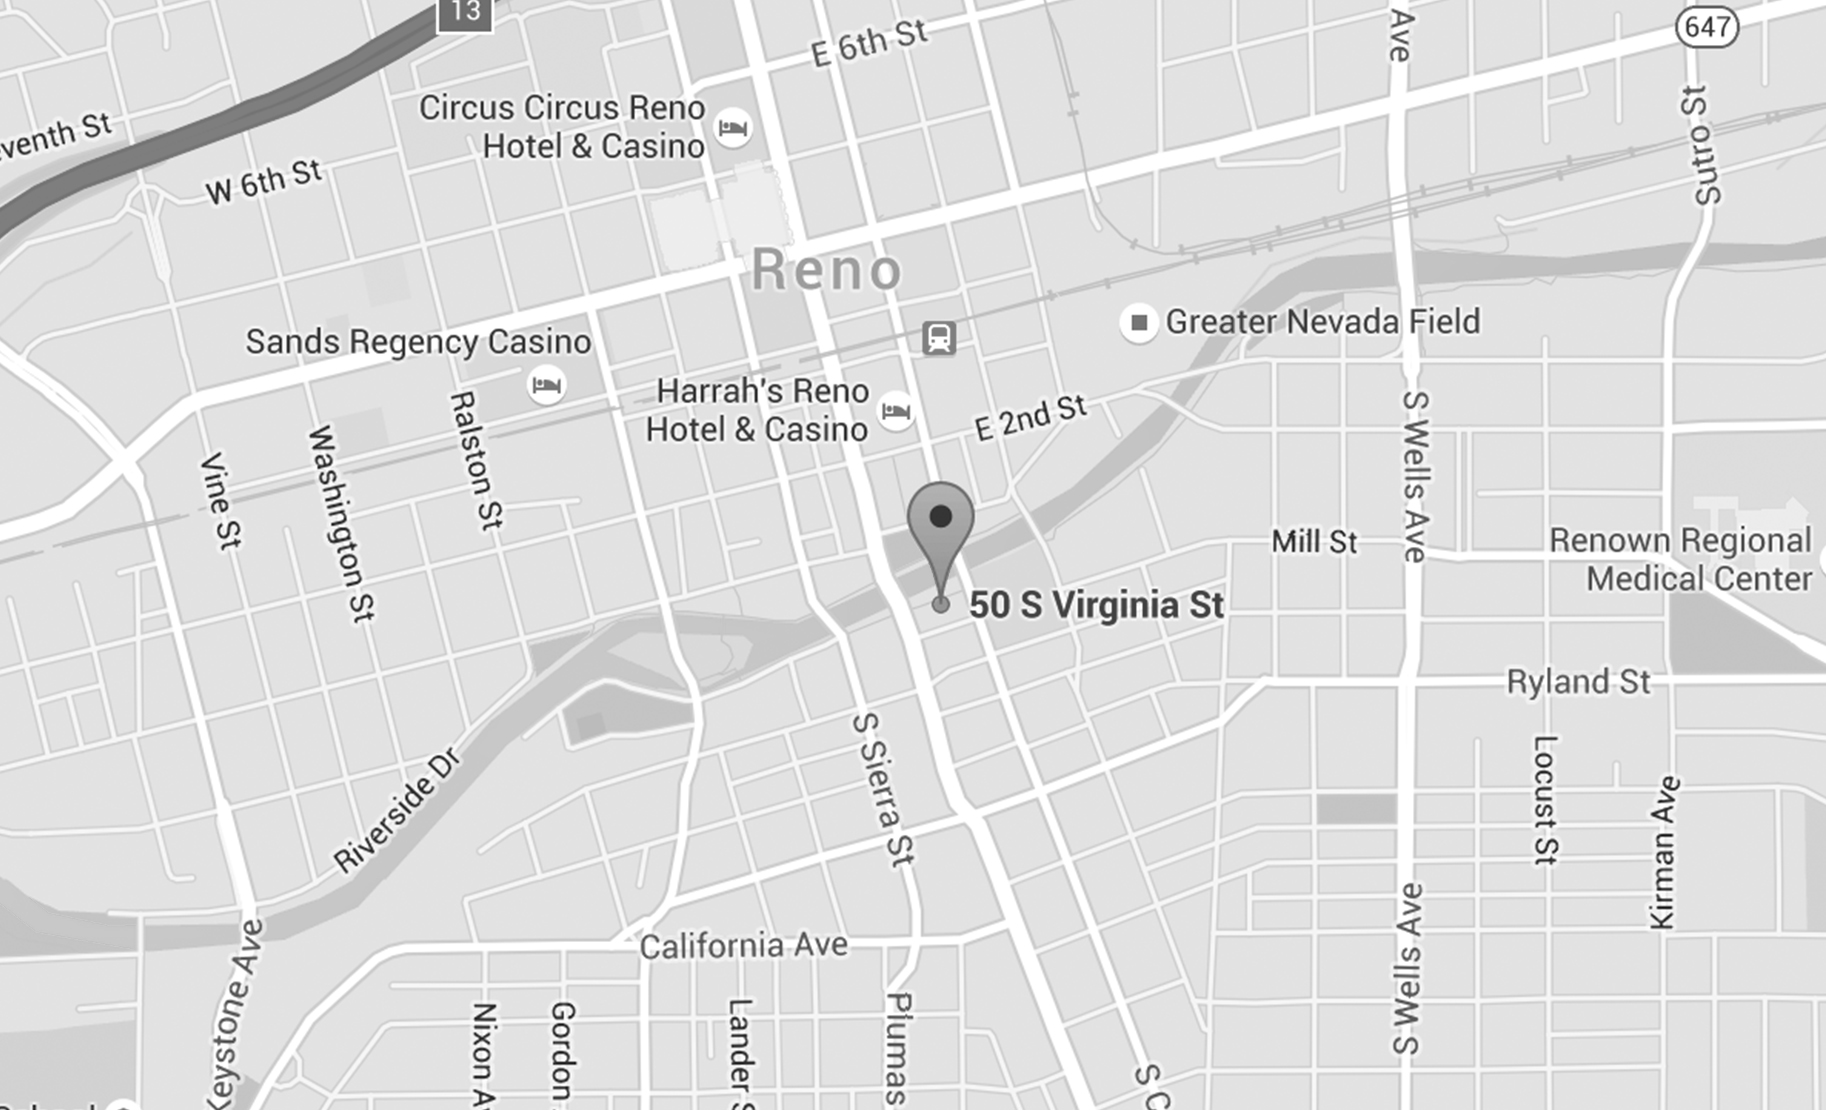 13
E 6th St
Ave
647
Circus Circus Reno
Hotel & Casino
W 6th St
Sutro St
Reno
Sands Regency Casino
Greater Nevada Field
Harrah's Reno
Hotel & Casino
E 2nd St
Ralston St
Washington St
Vine St
S Wells Ave
Mill St
Renown Regional
Medical Center
50 S Virginia St
Ryland St
S Sierra St
Riverside Dr
Locust St
Kirman Ave
California Ave
S Wells Ave
Keystone Ave
Nixon Av
Gordon
Lander S
Plumas
S C